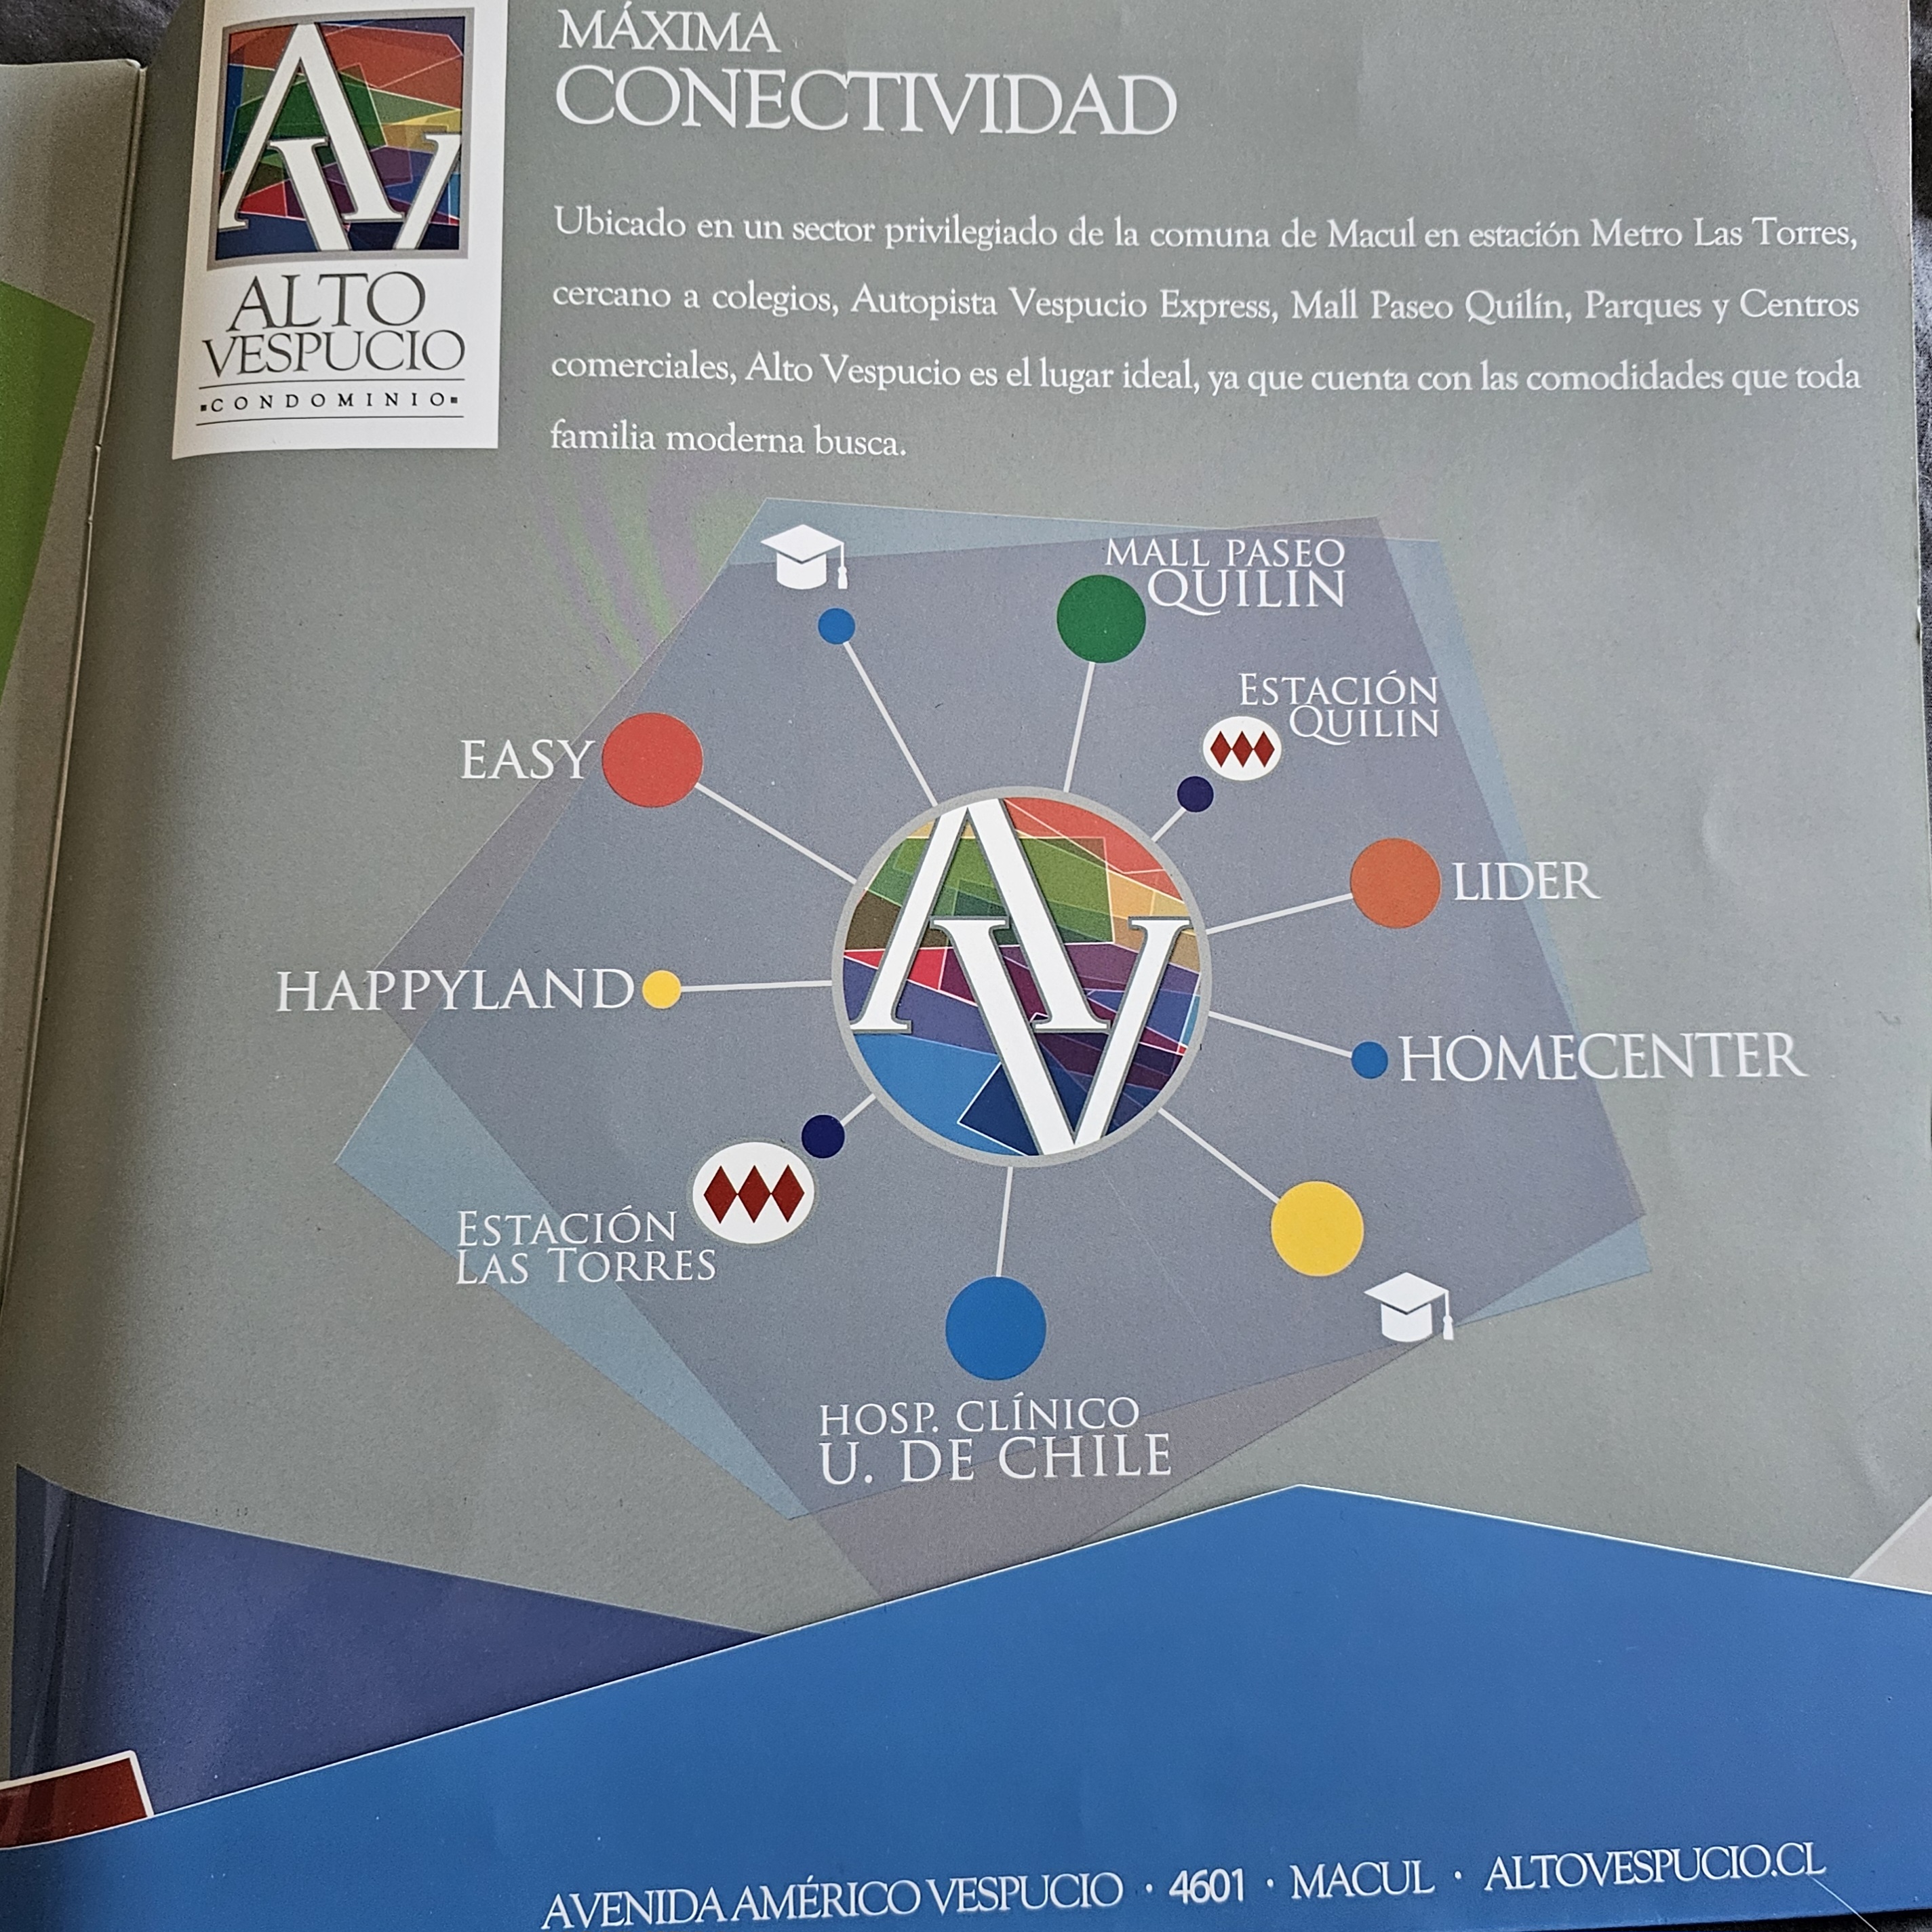 AV
ALTO
VESPUCIO
CONDOMINIO
MÁXIMA
CONECTIVIDAD
Ubicado en un sector privilegiado de la comuna de Macul en estación Metro Las Torres,
cercano a colegios, Autopista Vespucio Express, Mall Paseo Quilín, Parques y Centros
comerciales, Alto Vespucio es el lugar ideal, ya que cuenta con las comodidades que toda
familia moderna busca.
MALL PASEO
QUILIN
ESTACIÓN
QUILIN
EASY
LIDER
AV
HAPPYLAND
HOMECENTER
ESTACIÓN
LAS TORRES
HOSP. CLÍNICO
U. DE CHILE
AVENIDA AMÉRICO VESPUCIO · 4601 · MACUL · ALTOVESPUCIO.CL